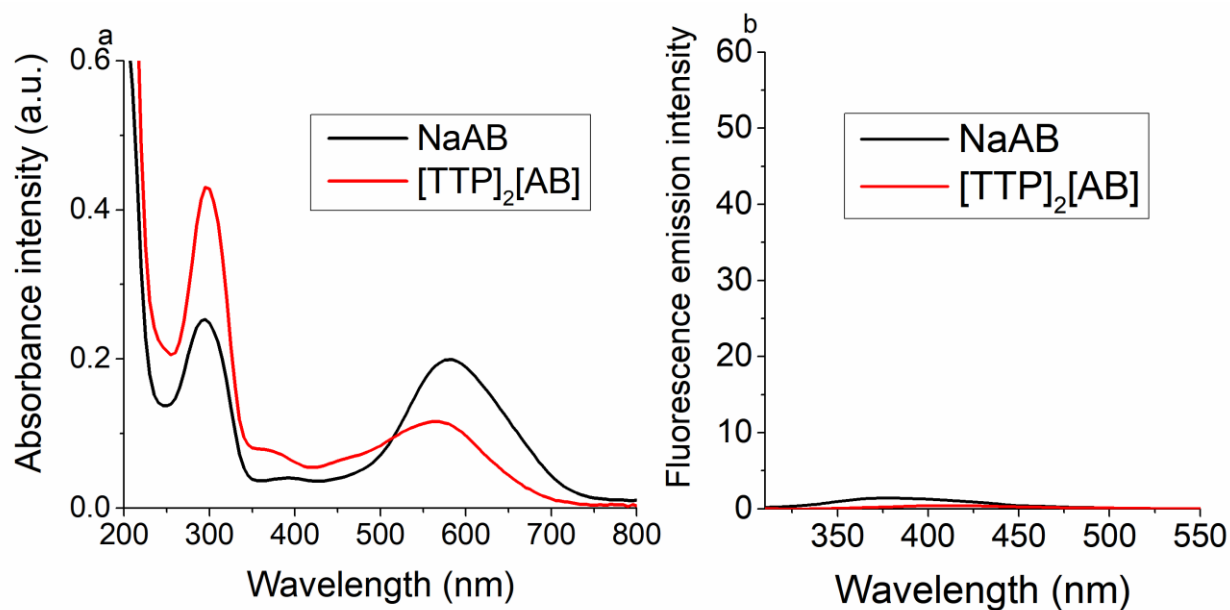 a
Absorbance intensity (a.u.)
0.6
0.4
0.2
0.0
NaAB
[TTP]₂[AB]
200 300 400 500 600 700 800
Wavelength (nm)
b
Fluorescence emission intensity
60
50
40
30
20
10
0
NaAB
[TTP]₂[AB]
350 400 450 500 550
Wavelength (nm)